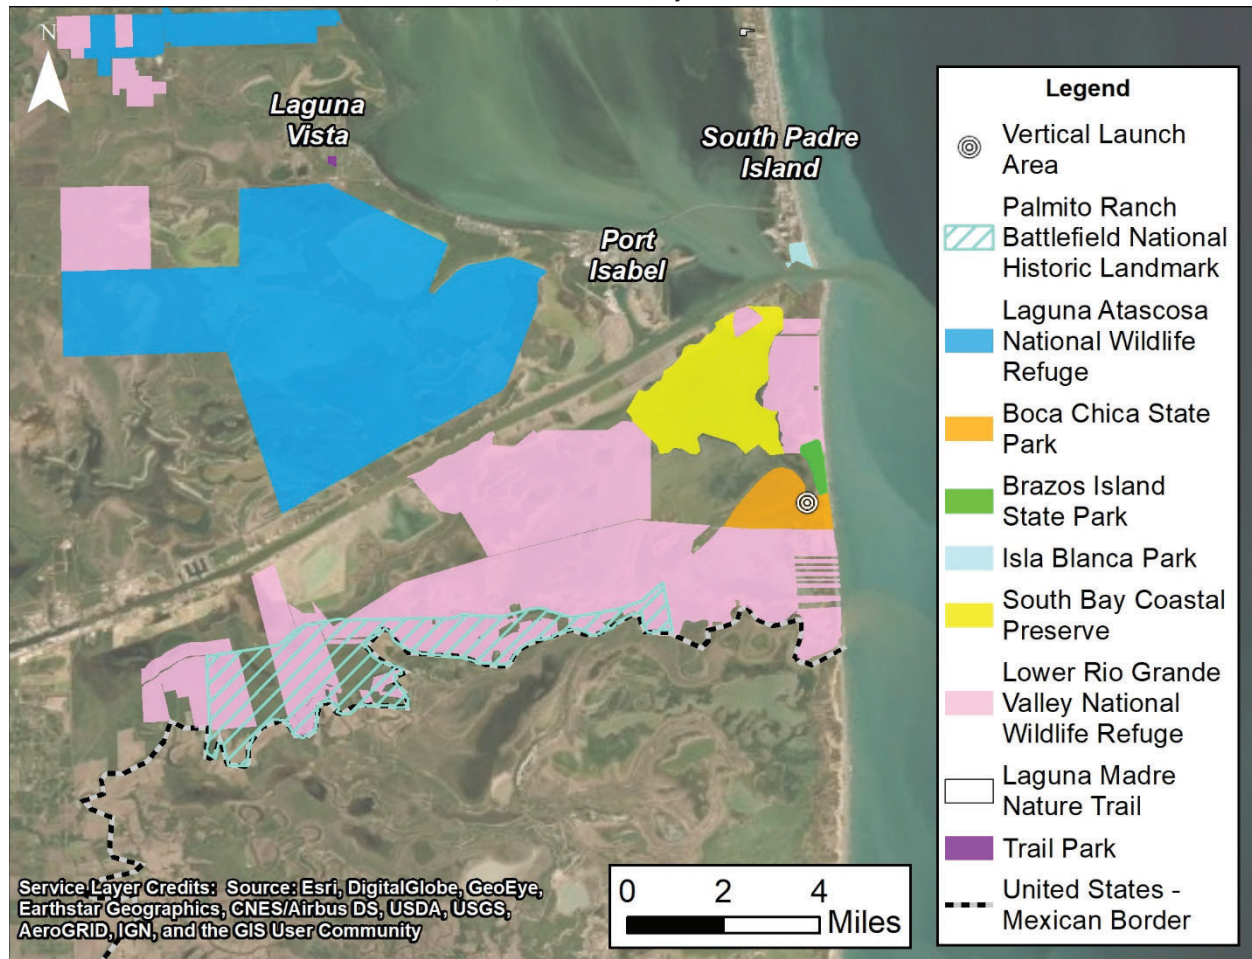 N
Laguna
Vista
South Padre
Island
Port
Isabel
Legend
Vertical Launch
Area
Palmito Ranch
Battlefield National
Historic Landmark
Laguna Atascosa
National Wildlife
Refuge
Boca Chica State
Park
Brazos Island
State Park
Isla Blanca Park
South Bay Coastal
Preserve
Lower Rio Grande
Valley National
Wildlife Refuge
Laguna Madre
Nature Trail
Trail Park
United States -
Mexican Border
0 2 4
Miles
Service Layer Credits: Source: Esri, DigitalGlobe, GeoEye,
Earthstar Geographics, CNES/Airbus DS, USDA, USGS,
AeroGRID, IGN, and the GIS User Community